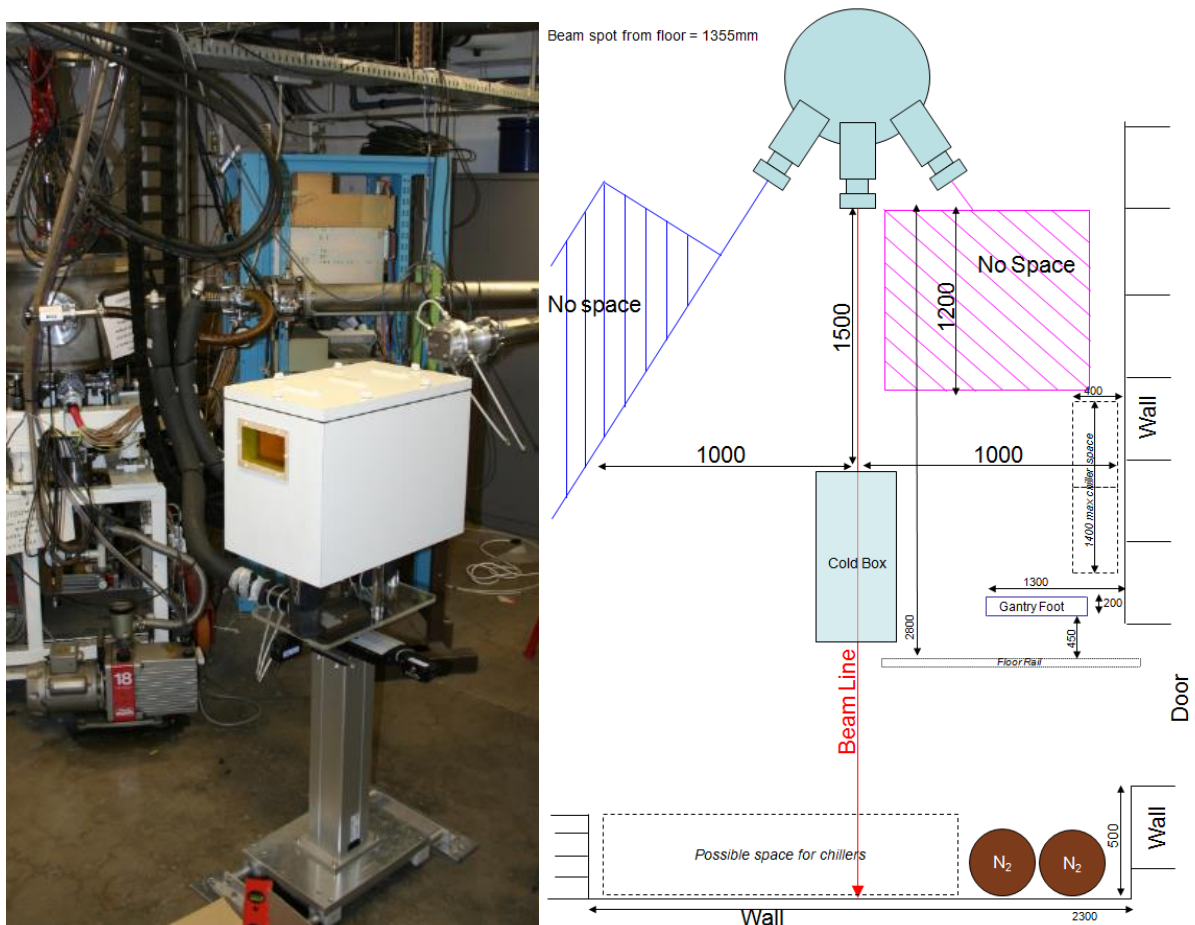 Beam spot from floor = 1355mm
No Space
No space
1500
1200
400
Wall
1000
1000
1400 max chiller space
Cold Box
1300
Gantry Foot
200
2800
450
Floor Rail
Beam Line
Door
Possible space for chillers
N2
N2
500
Wall
Wall
2300
18